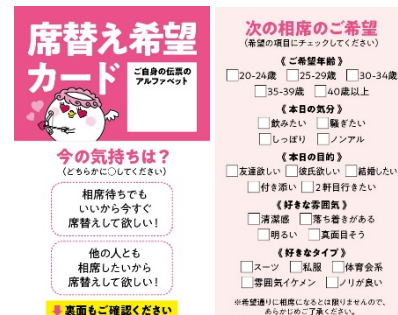 席替え希望
カード
ご自身の伝票の
アルファベット
今の気持ちは？
（どちらかに○してください）
相席待ちでも
いいから今すぐ
席替えして欲しい！
他の人とも
相席したいから
席替えして欲しい！
裏面もご確認ください
次の相席のご希望
（希望の項目にチェックしてください）
《 ご希望年齢 》
20-24歳 25-29歳 30-34歳
35-39歳 40歳以上
《 本日の気分 》
飲みたい 騒ぎたい
しっぽり ノンアル
《 本日の目的 》
友達欲しい 彼氏欲しい 結婚したい
付き添い 2軒目行きたい
《 好きな雰囲気 》
清潔感 落ち着きがある
明るい 真面目そう
《 好きなタイプ 》
スーツ 私服 体育会系
雰囲気イケメン ノリが良い
※希望通りに相席になるとは限りませんので、
あらかじめご了承ください。